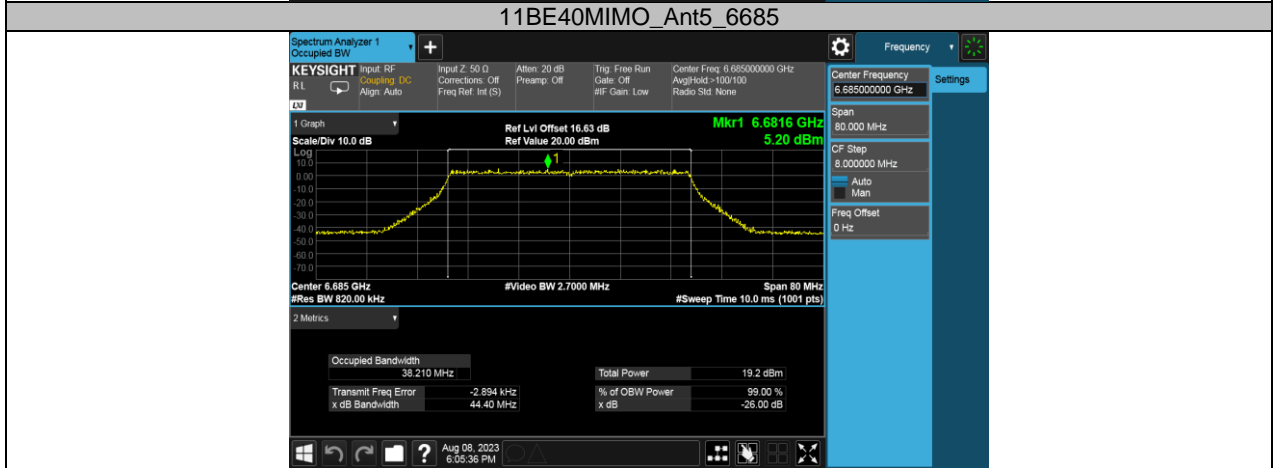 11BE40MIMO_Ant5_6685
Spectrum Analyzer 1
Occupied BW
+
Frequency
KEYSIGHT Input: RF Input Z: 50 Ω Atten: 20 dB Trig: Free Run Center Freq: 6.685000000 GHz
RL Coupling: DC Corrections: Off Preamp: Off Gate: Off Avg|Hold:>100/100
Align: Auto Freq Ref: Int (S) #IF Gain: Low Radio Std: None
LXI
Center Frequency
6.685000000 GHz
Settings
Span
80.000 MHz
CF Step
8.000000 MHz
Auto
Man
Freq Offset
0 Hz
1 Graph
Ref Lvl Offset 16.63 dB
Mkr1 6.6816 GHz
Scale/Div 10.0 dB
Ref Value 20.00 dBm
5.20 dBm
Log
10.0
0.00
-10.0
-20.0
-30.0
-40.0
-50.0
-60.0
-70.0
1
Center 6.685 GHz #Video BW 2.7000 MHz Span 80 MHz
#Res BW 820.00 kHz #Sweep Time 10.0 ms (1001 pts)
2 Metrics
Occupied Bandwidth
38.210 MHz
Total Power 19.2 dBm
Transmit Freq Error -2.894 kHz % of OBW Power 99.00 %
x dB Bandwidth 44.40 MHz x dB -26.00 dB
? Aug 08, 2023
6:05:36 PM